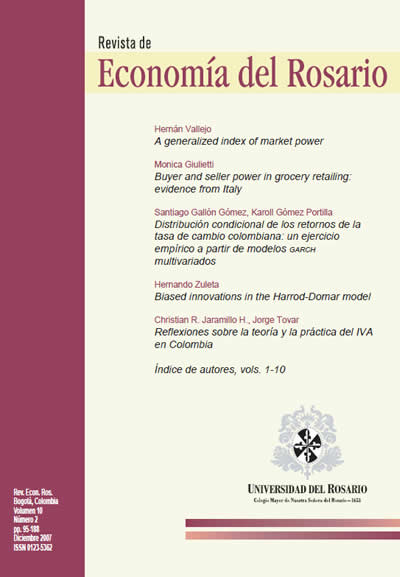 Revista de
Economía del Rosario
Hernán Vallejo
A generalized index of market power
Monica Giulietti
Buyer and seller power in grocery retailing:
evidence from Italy
Santiago Gallón Gómez, Karoll Gómez Portilla
Distribución condicional de los retornos de la
tasa de cambio colombiana: un ejercicio
empírico a partir de modelos GARCH
multivariados
Hernando Zuleta
Biased innovations in the Harrod-Domar model
Christian R. Jaramillo H., Jorge Tovar
Reflexiones sobre la teoría y la práctica del IVA
en Colombia
Índice de autores, vols. 1-10
UNIVERSIDAD DEL ROSARIO
Colegio Mayor de Nuestra Señora del Rosario - 1653
Rev. Econ. Ros.
Bogotá, Colombia
Volumen 10
Número 2
pp. 95-188
Diciembre 2007
ISSN 0123-5362